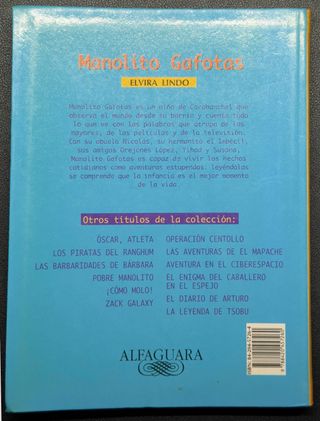 Manolito Gafotas
ELVIRA LINDO
Manolito Gafotas es un niño de Carabanchel que
observa el mundo desde su barrio y cuenta todo
lo que ve con las palabras que atrapa de los
mayores, de las películas y de la televisión.
Con su abuelo Nicolás, su hermanito el Imbécil,
sus amigos Orejones López, Yihad y Susana,
Manolito Gafotas es capaz de vivir los hechos
cotidianos como aventuras estupendas: leyéndolas
se comprende que la infancia es el mejor momento
de la vida.
Otros títulos de la colección:
ÓSCAR, ATLETA
LOS PIRATAS DEL RANGHUM
LAS BARBARIDADES DE BÁRBARA
POBRE MANOLITO
¡CÓMO MOLO!
ZACK GALAXY
OPERACIÓN CENTOLLO
LAS AVENTURAS DE EL MAPACHE
AVENTURA EN EL CIBERESPACIO
EL ENIGMA DEL CABALLERO
EN EL ESPEJO
EL DIARIO DE ARTURO
LA LEYENDA DE TSOBU
ALFAGUARA